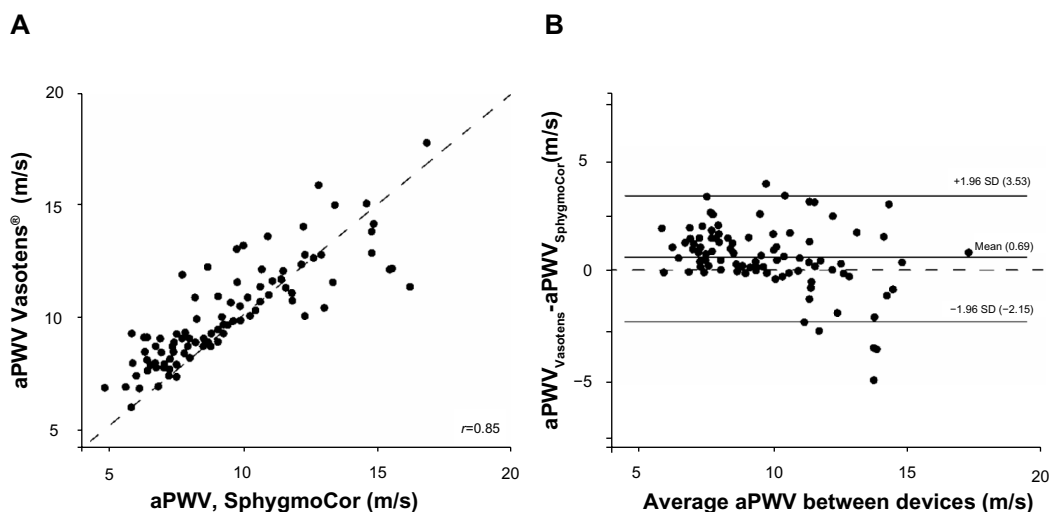 A
20
15
10
5
aPWV Vasotens® (m/s)
r=0.85
5
10
15
20
aPWV, SphygmoCor (m/s)
B
5
0
−5
aPWVVasotens-aPWVSphygmoCor(m/s)
+1.96 SD (3.53)
Mean (0.69)
−1.96 SD (−2.15)
5
10
15
20
Average aPWV between devices (m/s)